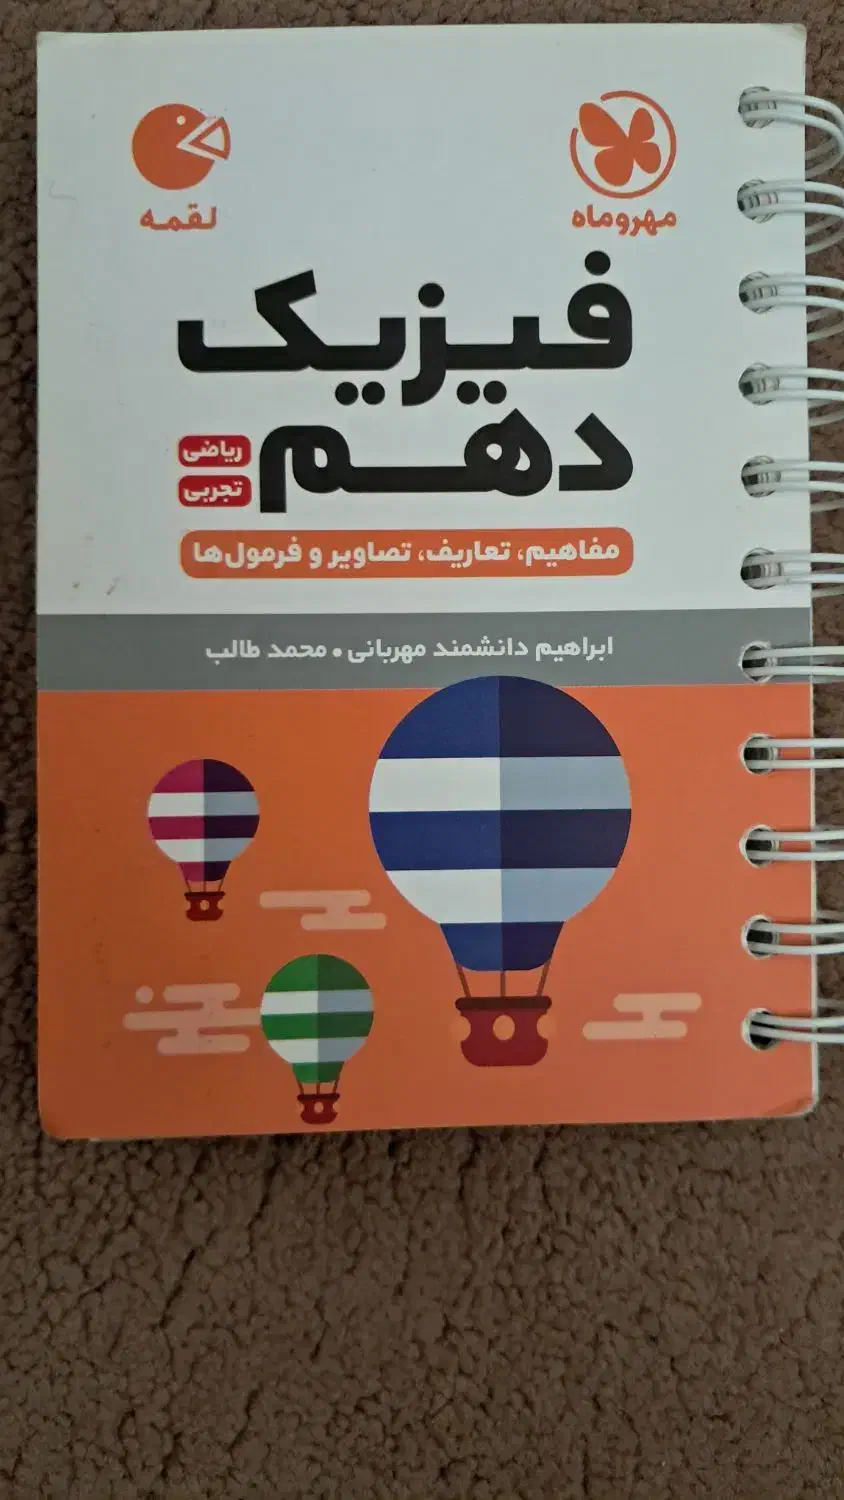 مهروماه
لقمه
فیزیک
دهم
ریاضی
تجربی
مفاهیم، تعاریف، تصاویر و فرمول‌ها
ابراهیم دانشمند مهربانی • محمد طالب